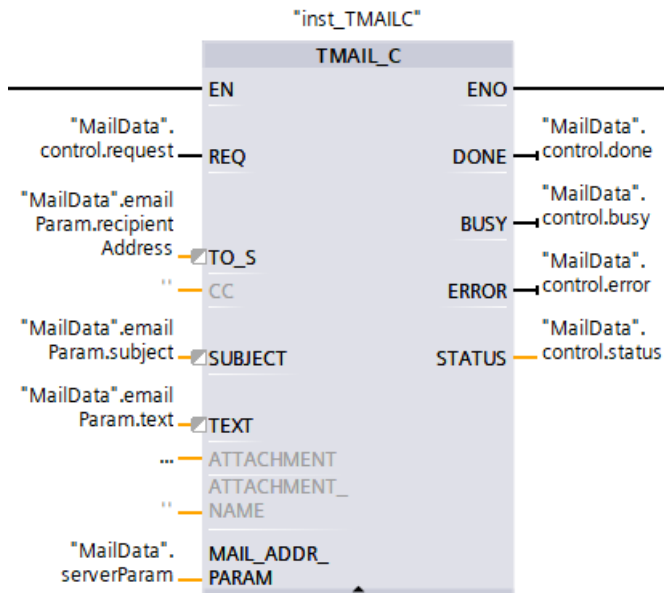 "inst_TMAILC"
TMAIL_C
EN
ENO
"MailData".
control.request
REQ
DONE
"MailData".
control.done
BUSY
"MailData".
control.busy
"MailData".email
Param.recipient
Address
TO_S
''
CC
ERROR
"MailData".
control.error
"MailData".email
Param.subject
SUBJECT
STATUS
"MailData".
control.status
"MailData".email
Param.text
TEXT
...
ATTACHMENT
''
ATTACHMENT_
NAME
"MailData".
serverParam
MAIL_ADDR_
PARAM